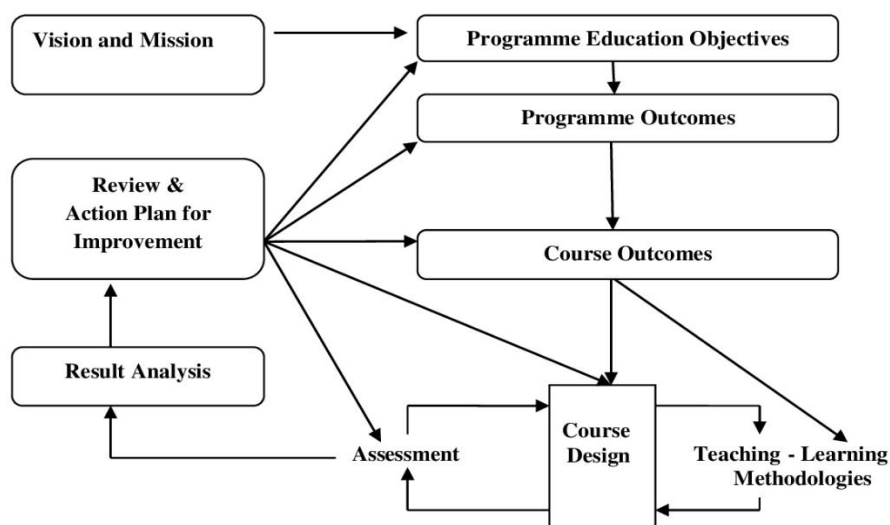 Vision and Mission
Programme Education Objectives
Programme Outcomes
Review &
Action Plan for
Improvement
Course Outcomes
Result Analysis
Assessment
Course
Design
Teaching - Learning
Methodologies